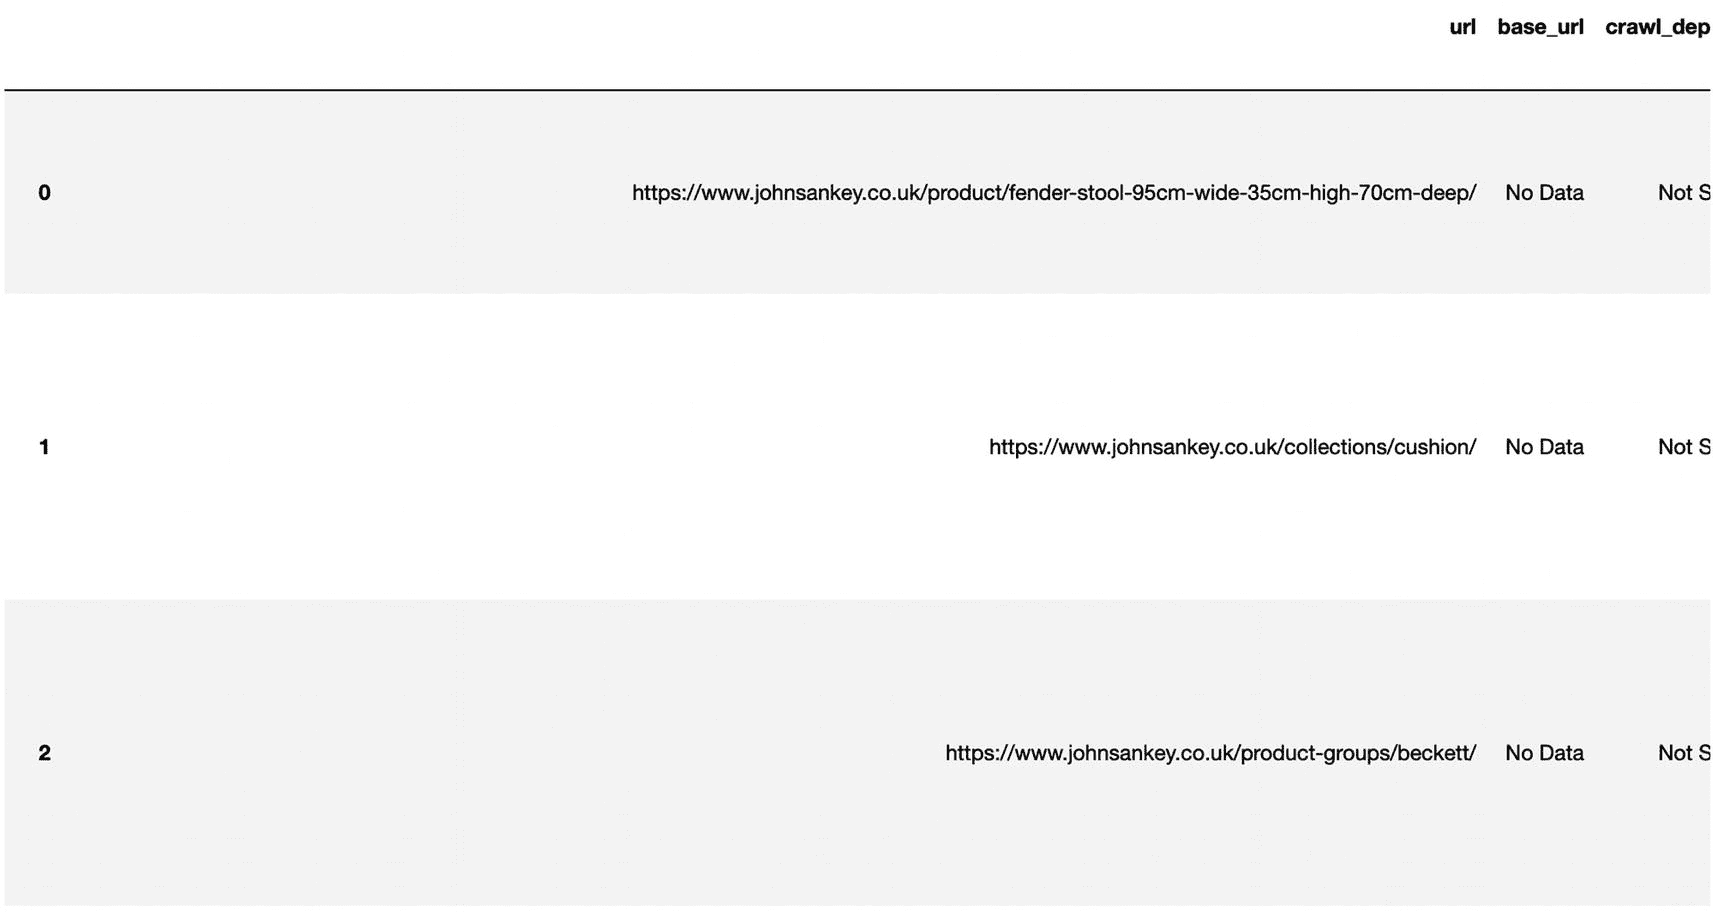 url base_url crawl_dep
0 https://www.johnsankey.co.uk/product/fender-stool-95cm-wide-35cm-high-70cm-deep/ No Data Not S
1 https://www.johnsankey.co.uk/collections/cushion/ No Data Not S
2 https://www.johnsankey.co.uk/product-groups/beckett/ No Data Not S